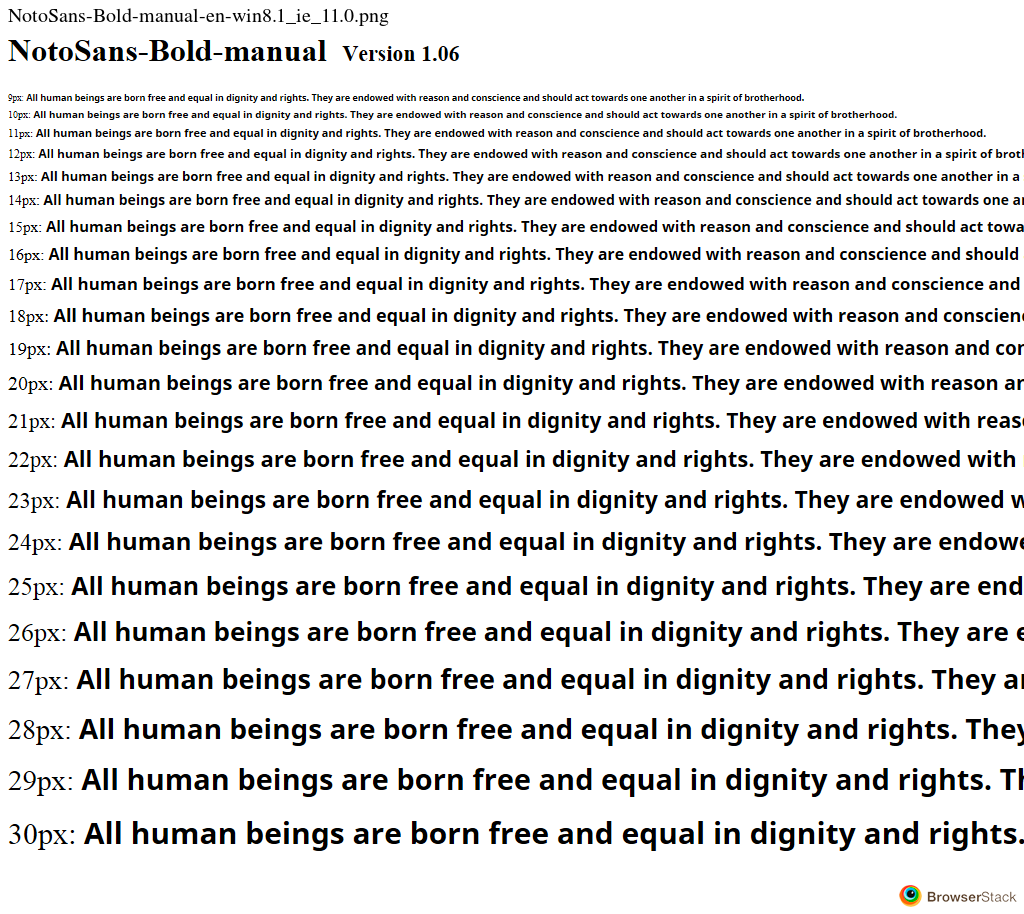 NotoSans-Bold-manual-en-win8.1_ie_11.0.png
NotoSans-Bold-manual Version 1.06
9px: All human beings are born free and equal in dignity and rights. They are endowed with reason and conscience and should act towards one another in a spirit of brotherhood.
10px: All human beings are born free and equal in dignity and rights. They are endowed with reason and conscience and should act towards one another in a spirit of brotherhood.
11px: All human beings are born free and equal in dignity and rights. They are endowed with reason and conscience and should act towards one another in a spirit of brotherhood.
12px: All human beings are born free and equal in dignity and rights. They are endowed with reason and conscience and should act towards one another in a spirit of broth
13px: All human beings are born free and equal in dignity and rights. They are endowed with reason and conscience and should act towards one another in a
14px: All human beings are born free and equal in dignity and rights. They are endowed with reason and conscience and should act towards one an
15px: All human beings are born free and equal in dignity and rights. They are endowed with reason and conscience and should act towa
16px: All human beings are born free and equal in dignity and rights. They are endowed with reason and conscience and should
17px: All human beings are born free and equal in dignity and rights. They are endowed with reason and conscience and
18px: All human beings are born free and equal in dignity and rights. They are endowed with reason and conscien
19px: All human beings are born free and equal in dignity and rights. They are endowed with reason and con
20px: All human beings are born free and equal in dignity and rights. They are endowed with reason an
21px: All human beings are born free and equal in dignity and rights. They are endowed with reaso
22px: All human beings are born free and equal in dignity and rights. They are endowed with
23px: All human beings are born free and equal in dignity and rights. They are endowed w
24px: All human beings are born free and equal in dignity and rights. They are endowe
25px: All human beings are born free and equal in dignity and rights. They are end
26px: All human beings are born free and equal in dignity and rights. They are e
27px: All human beings are born free and equal in dignity and rights. They ar
28px: All human beings are born free and equal in dignity and rights. They
29px: All human beings are born free and equal in dignity and rights. Th
30px: All human beings are born free and equal in dignity and rights.
BrowserStack